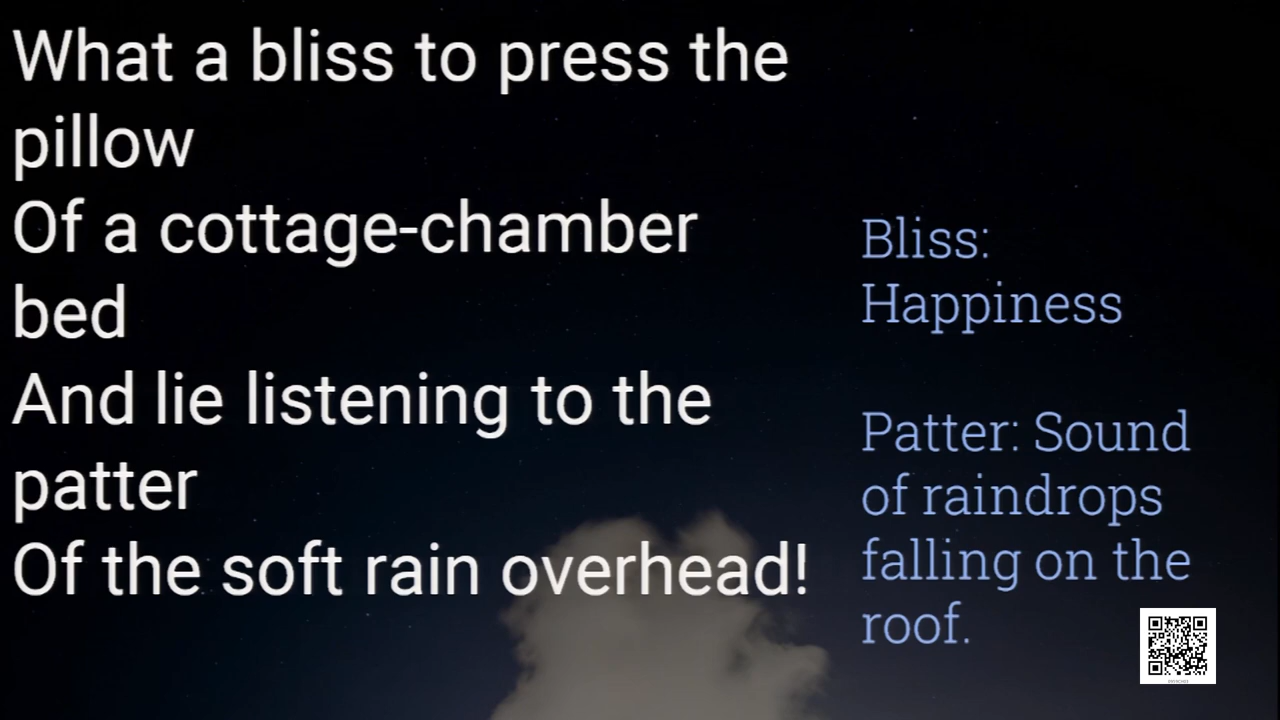 What a bliss to press the
pillow
Of a cottage-chamber
bed
And lie listening to the
patter
Of the soft rain overhead!
Bliss:
Happiness
Patter: Sound
of raindrops
falling on the
roof.